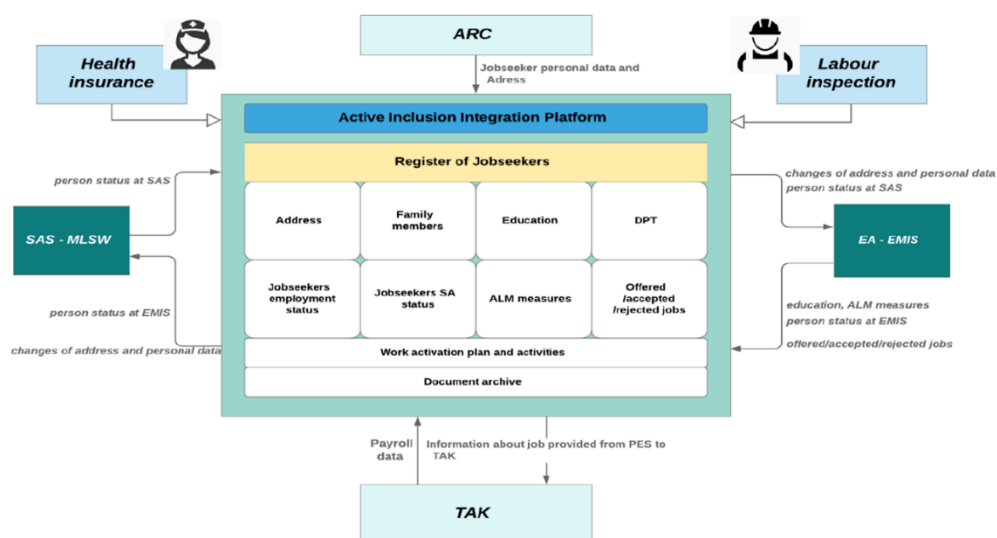 ARC
Health
insurance
Labour
inspection
Jobseeker personal data and
Adress
Active Inclusion Integration Platform
Register of Jobseekers
person status at SAS
changes of address and personal data
person status at SAS
Address
Family
members
Education
DPT
SAS - MLSW
EA - EMIS
Jobseekers
employment
status
Jobseekers SA
status
ALM measures
Offered
/accepted
/rejected jobs
person status at EMIS
changes of address and personal data
education, ALM measures
person status at EMIS
offered/accepted/rejected jobs
Work activation plan and activities
Document archive
Payroll
data
Information about job provided from PES to
TAK
TAK